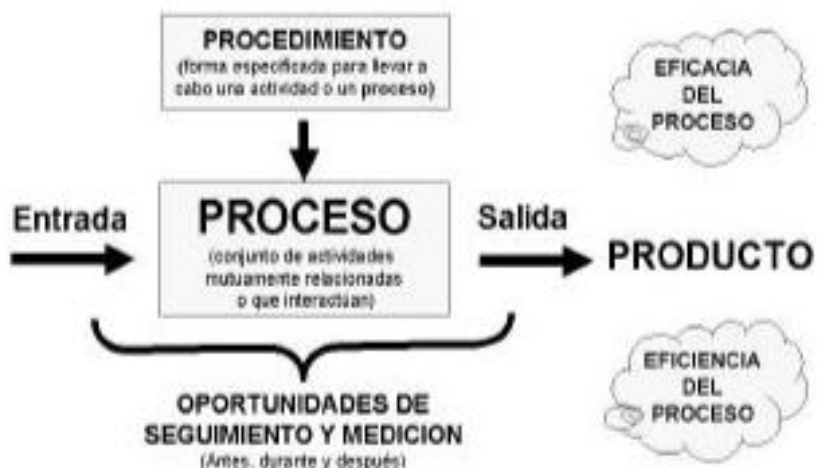 PROCEDIMIENTO
(forma especificada para llevar a
cabo una actividad o un proceso)
EFICACIA
DEL
PROCESO
Entrada
PROCESO
(conjunto de actividades
mutuamente relacionadas
o que interactúan)
Salida
PRODUCTO
EFICIENCIA
DEL
PROCESO
OPORTUNIDADES DE
SEGUIMIENTO Y MEDICION
(Antes, durante y después)